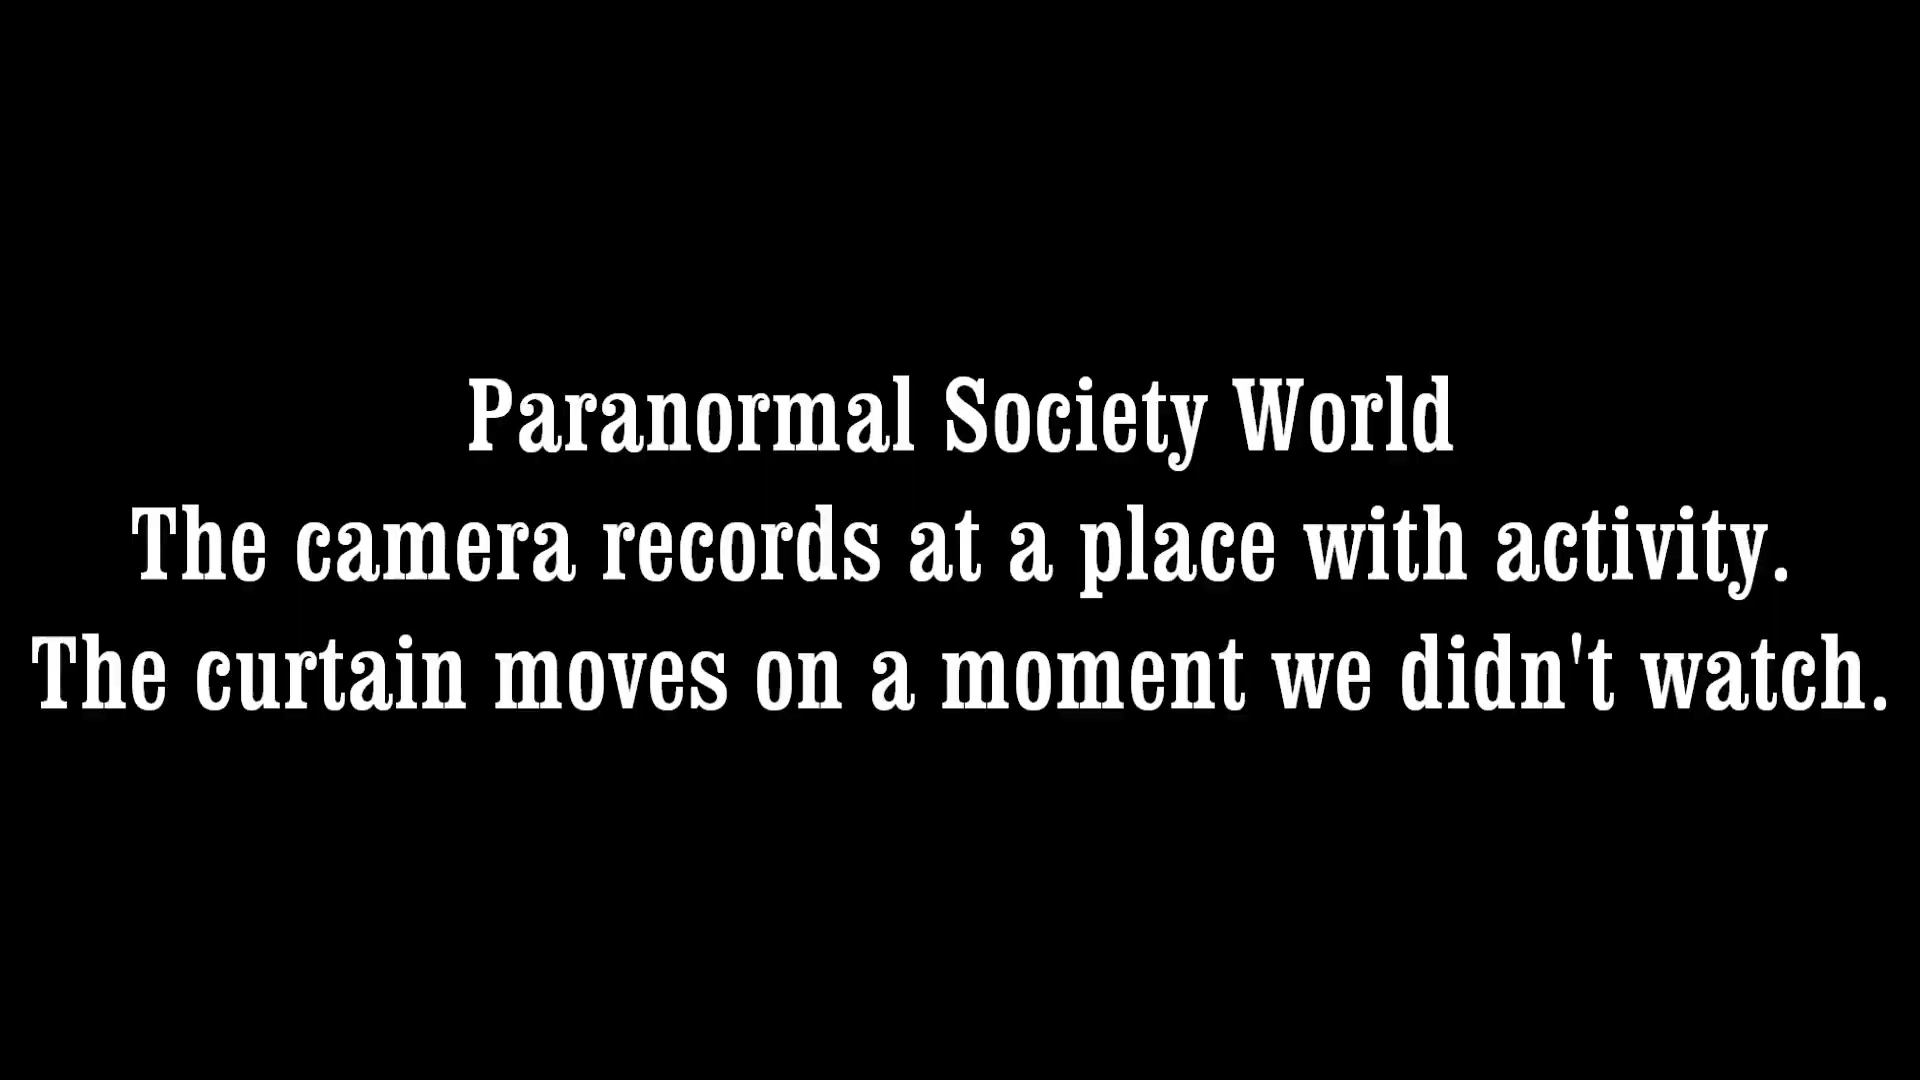 Paranormal Society World
The camera records at a place with activity.
The curtain moves on a moment we didn't watch.